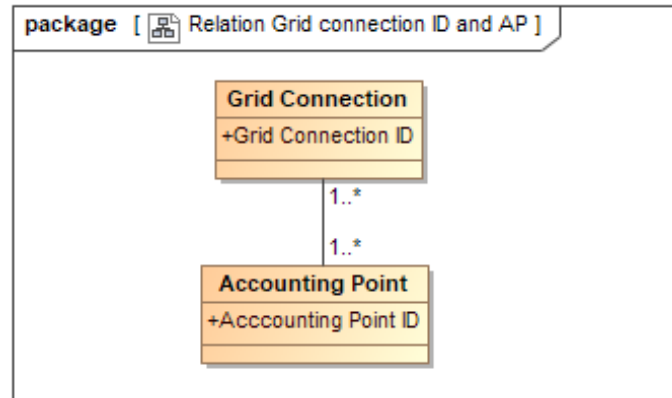 package [ Relation Grid connection ID and AP ]
Grid Connection
+Grid Connection ID
1..*
1..*
Accounting Point
+Acccounting Point ID